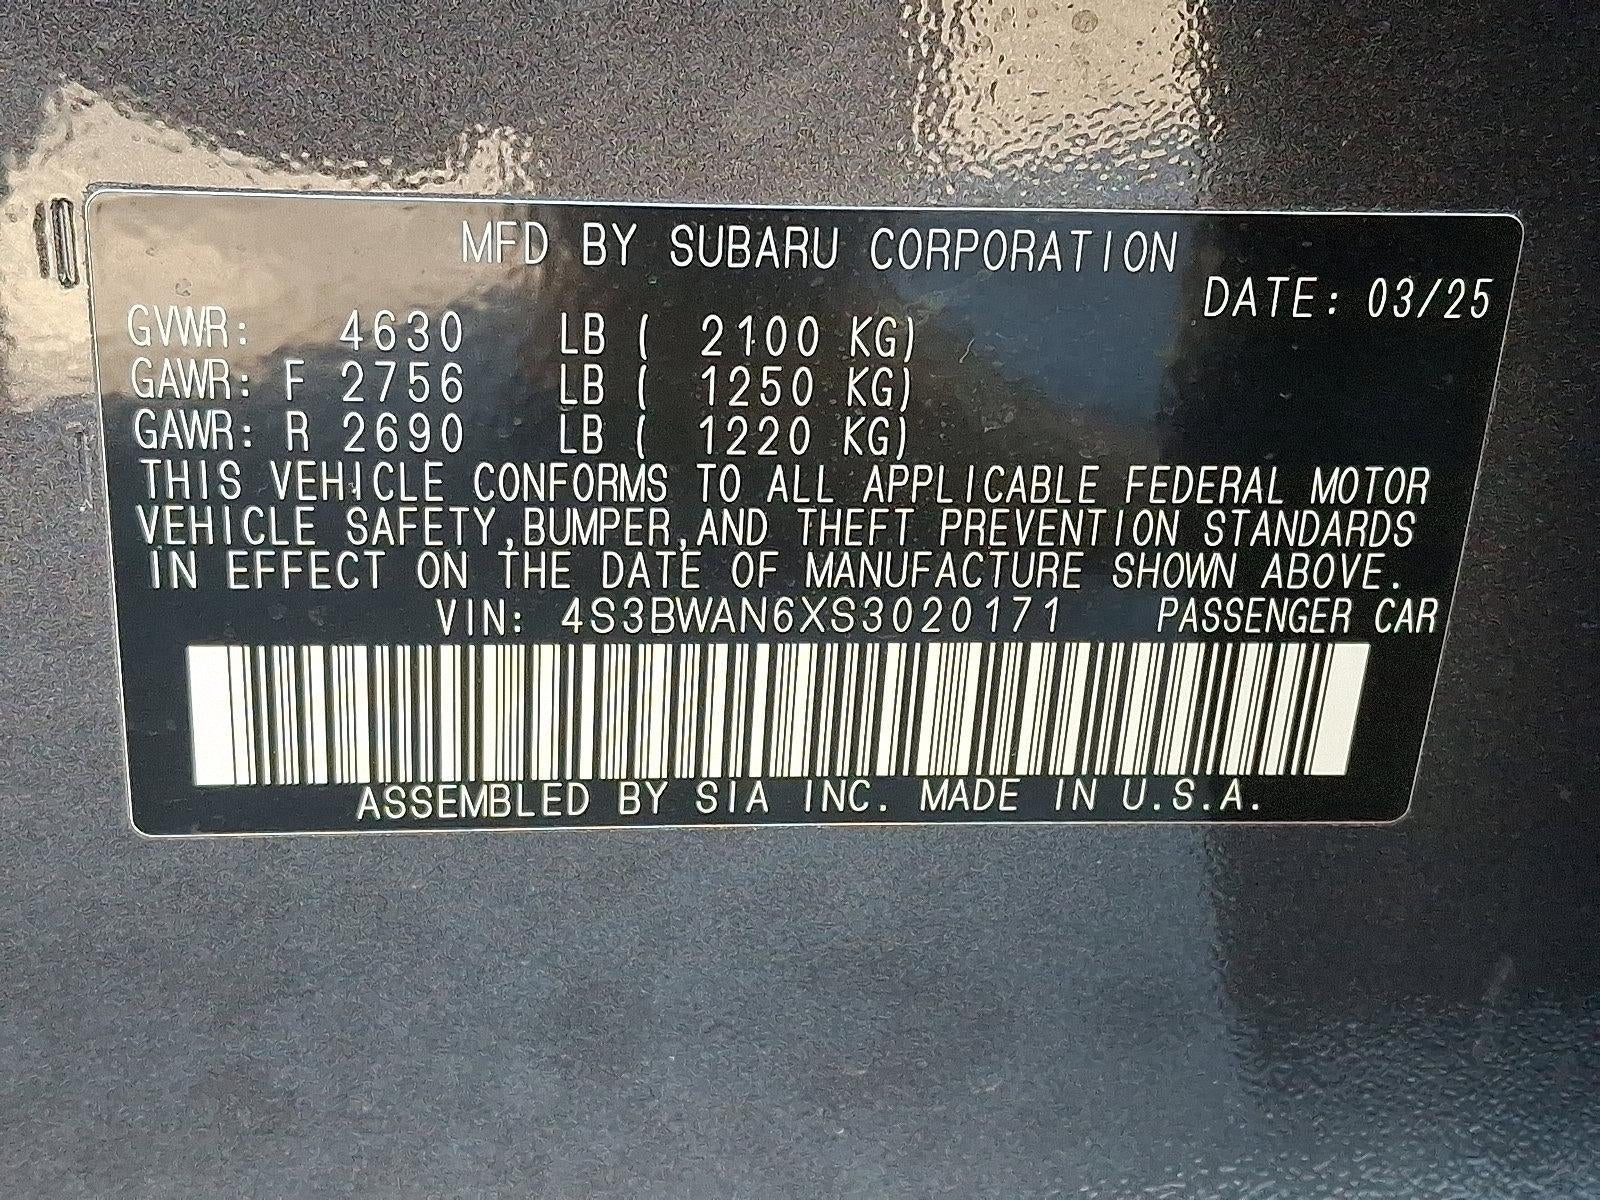 MFD BY SUBARU CORPORATION
DATE: 03/25
GVWR: 4630 LB ( 2100 KG)
GAWR: F 2756 LB ( 1250 KG)
GAWR: R 2690 LB ( 1220 KG)
THIS VEHICLE CONFORMS TO ALL APPLICABLE FEDERAL MOTOR
VEHICLE SAFETY,BUMPER,AND THEFT PREVENTION STANDARDS
IN EFFECT ON THE DATE OF MANUFACTURE SHOWN ABOVE.
VIN: 4S3BWAN6XS3020171 PASSENGER CAR
ASSEMBLED BY SIA INC. MADE IN U.S.A.